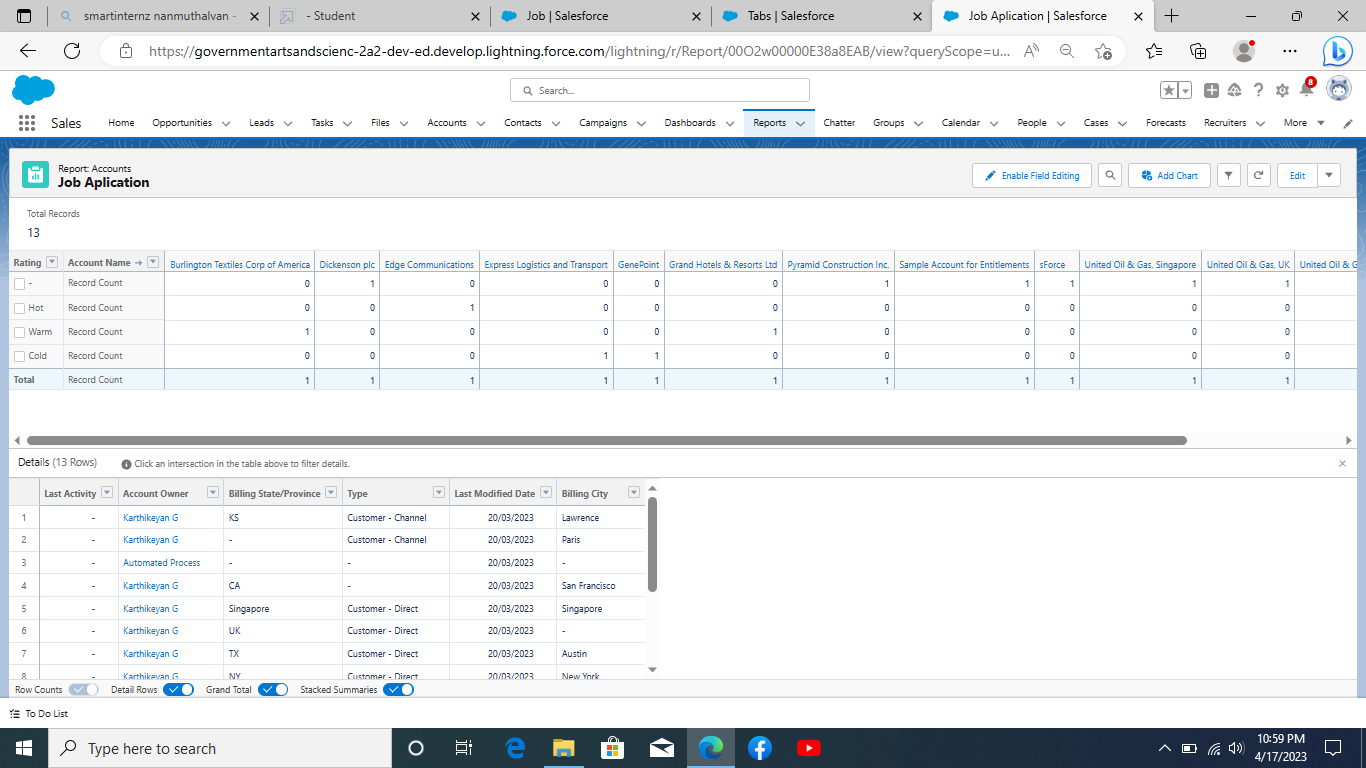 smartinternz nanmuthalvan -
- Student
Job | Salesforce
Tabs | Salesforce
Job Aplication | Salesforce
https://governmentartsandscienc-2a2-dev-ed.develop.lightning.force.com/lightning/r/Report/00O2w00000E38a8EAB/view?queryScope=u...
Search...
8
Sales Home Opportunities Leads Tasks Files Accounts Contacts Campaigns Dashboards Reports Chatter Groups Calendar People Cases Forecasts Recruiters More
Report: Accounts
Job Aplication
Enable Field Editing Add Chart Edit
Total Records
13
Rating Account Name → Burlington Textiles Corp of America Dickenson plc Edge Communications Express Logistics and Transport GenePoint Grand Hotels & Resorts Ltd Pyramid Construction Inc. Sample Account for Entitlements sForce United Oil & Gas, Singapore United Oil & Gas, UK United Oil & G
- Record Count 0 1 0 0 0 0 1 1 1 1 1
Hot Record Count 0 0 1 0 0 0 0 0 0 0 0
Warm Record Count 1 0 0 0 0 1 0 0 0 0 0
Cold Record Count 0 0 0 1 1 0 0 0 0 0 0
Total Record Count 1 1 1 1 1 1 1 1 1 1 1
Details (13 Rows) Click an intersection in the table above to filter details.
Last Activity Account Owner Billing State/Province Type Last Modified Date Billing City
1 - Karthikeyan G KS Customer - Channel 20/03/2023 Lawrence
2 - Karthikeyan G - Customer - Channel 20/03/2023 Paris
3 - Automated Process - - 20/03/2023 -
4 - Karthikeyan G CA - 20/03/2023 San Francisco
5 - Karthikeyan G Singapore Customer - Direct 20/03/2023 Singapore
6 - Karthikeyan G UK Customer - Direct 20/03/2023 -
7 - Karthikeyan G TX Customer - Direct 20/03/2023 Austin
8 - Karthikeyan G NY Customer - Direct 20/03/2023 New York
Row Counts Detail Rows Grand Total Stacked Summaries
To Do List
Type here to search
10:59 PM
4/17/2023